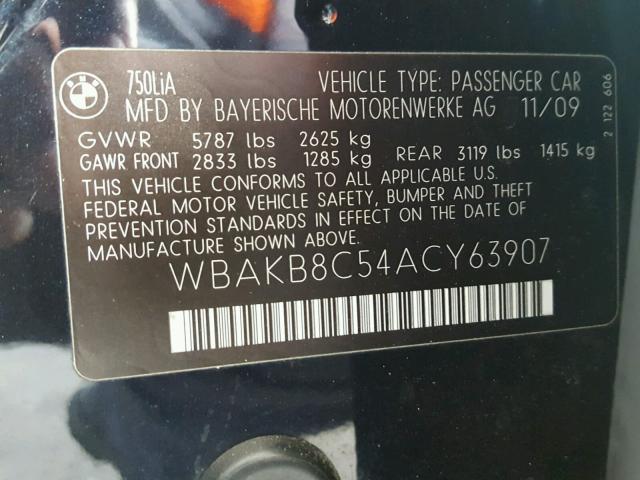 BMW
750LiA VEHICLE TYPE: PASSENGER CAR
MFD BY BAYERISCHE MOTORENWERKE AG 11/09
GVWR 5787 lbs 2625 kg
GAWR FRONT 2833 lbs 1285 kg REAR 3119 lbs 1415 kg
THIS VEHICLE CONFORMS TO ALL APPLICABLE U.S.
FEDERAL MOTOR VEHICLE SAFETY, BUMPER AND THEFT
PREVENTION STANDARDS IN EFFECT ON THE DATE OF
MANUFACTURE SHOWN ABOVE
WBAKB8C54ACY63907
2 122 606